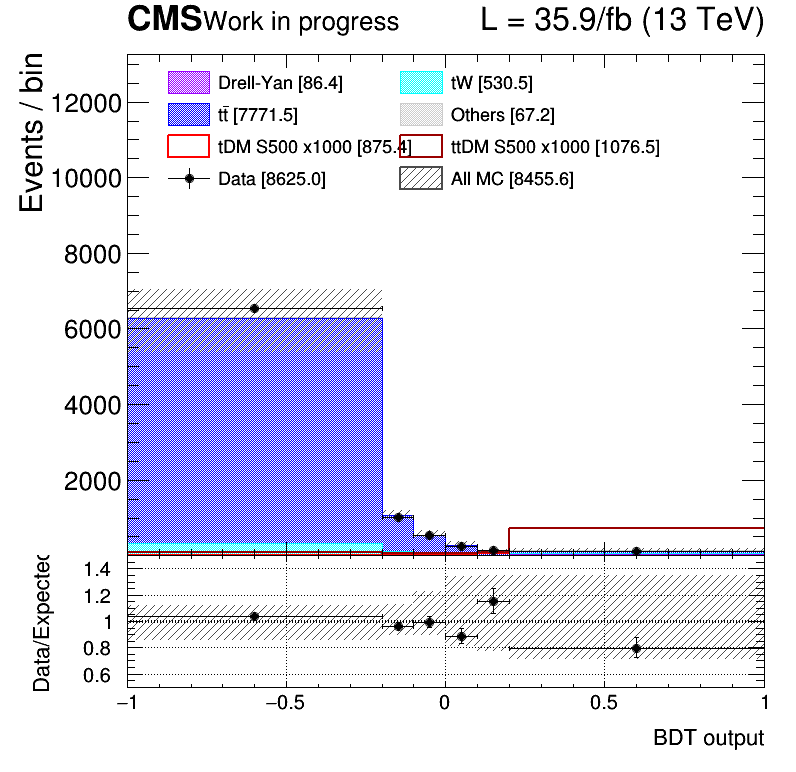 CMS Work in progress L = 35.9/fb (13 TeV)
Events / bin
12000
10000
8000
6000
4000
2000
Drell-Yan [86.4] tW [530.5]
tt̄ [7771.5] Others [67.2]
tDM S500 x1000 [875.4] ttDM S500 x1000 [1076.5]
Data [8625.0] All MC [8455.6]
Data/Expected
1.4
1.2
1
0.8
0.6
−1 −0.5 0 0.5 1
BDT output